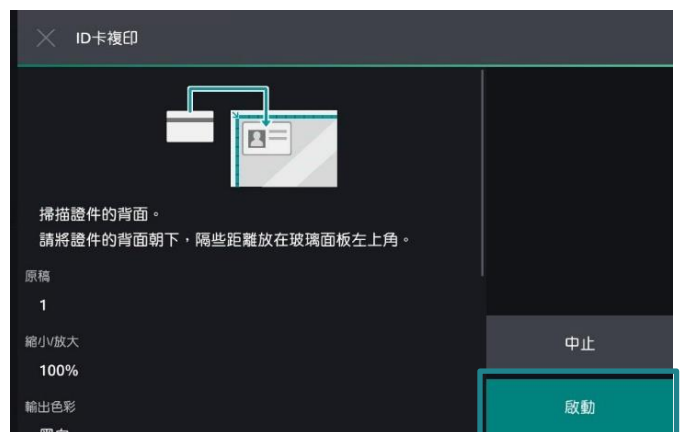 ID卡複印
掃描證件的背面。
請將證件的背面朝下，隔些距離放在玻璃面板左上角。
原稿
1
縮小/放大
100%
中止
輸出色彩
啟動